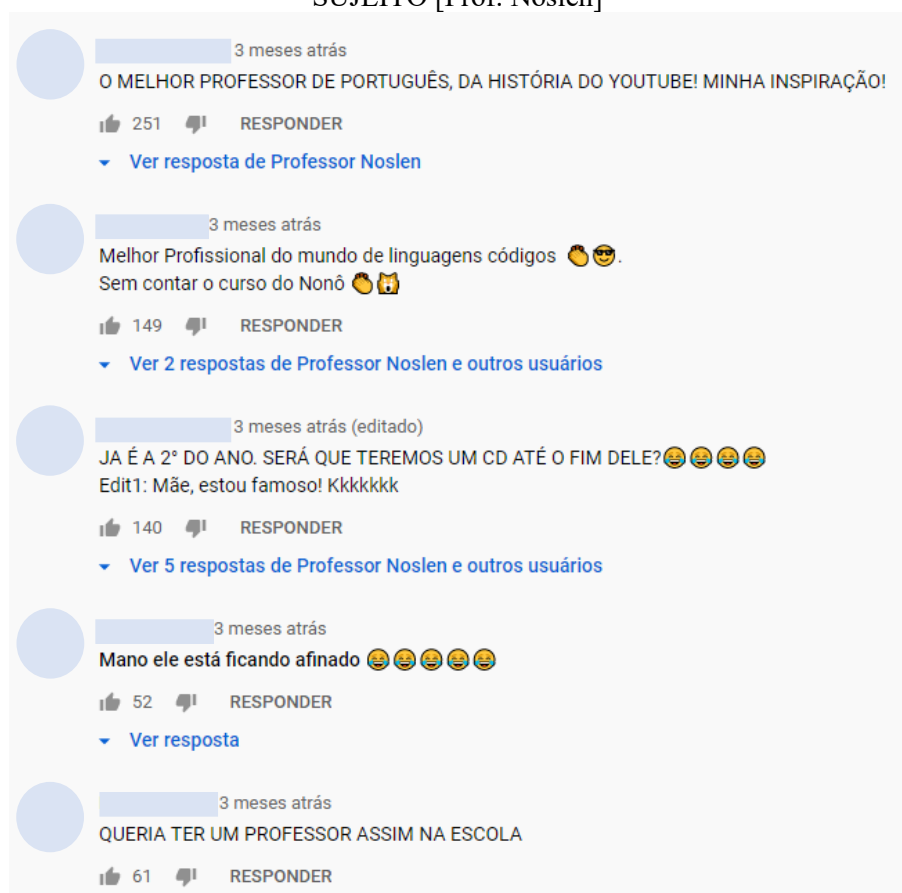 SUJEITO [Prof. Noslen]
3 meses atrás
O MELHOR PROFESSOR DE PORTUGUÊS, DA HISTÓRIA DO YOUTUBE! MINHA INSPIRAÇÃO!
251 RESPONDER
Ver resposta de Professor Noslen
3 meses atrás
Melhor Profissional do mundo de linguagens códigos 👏😎.
Sem contar o curso do Nonô 👏🙀
149 RESPONDER
Ver 2 respostas de Professor Noslen e outros usuários
3 meses atrás (editado)
JA É A 2° DO ANO. SERÁ QUE TEREMOS UM CD ATÉ O FIM DELE?😂😂😂😂
Edit1: Mãe, estou famoso! Kkkkkkk
140 RESPONDER
Ver 5 respostas de Professor Noslen e outros usuários
3 meses atrás
Mano ele está ficando afinado 😂😂😂😂😂
52 RESPONDER
Ver resposta
3 meses atrás
QUERIA TER UM PROFESSOR ASSIM NA ESCOLA
61 RESPONDER